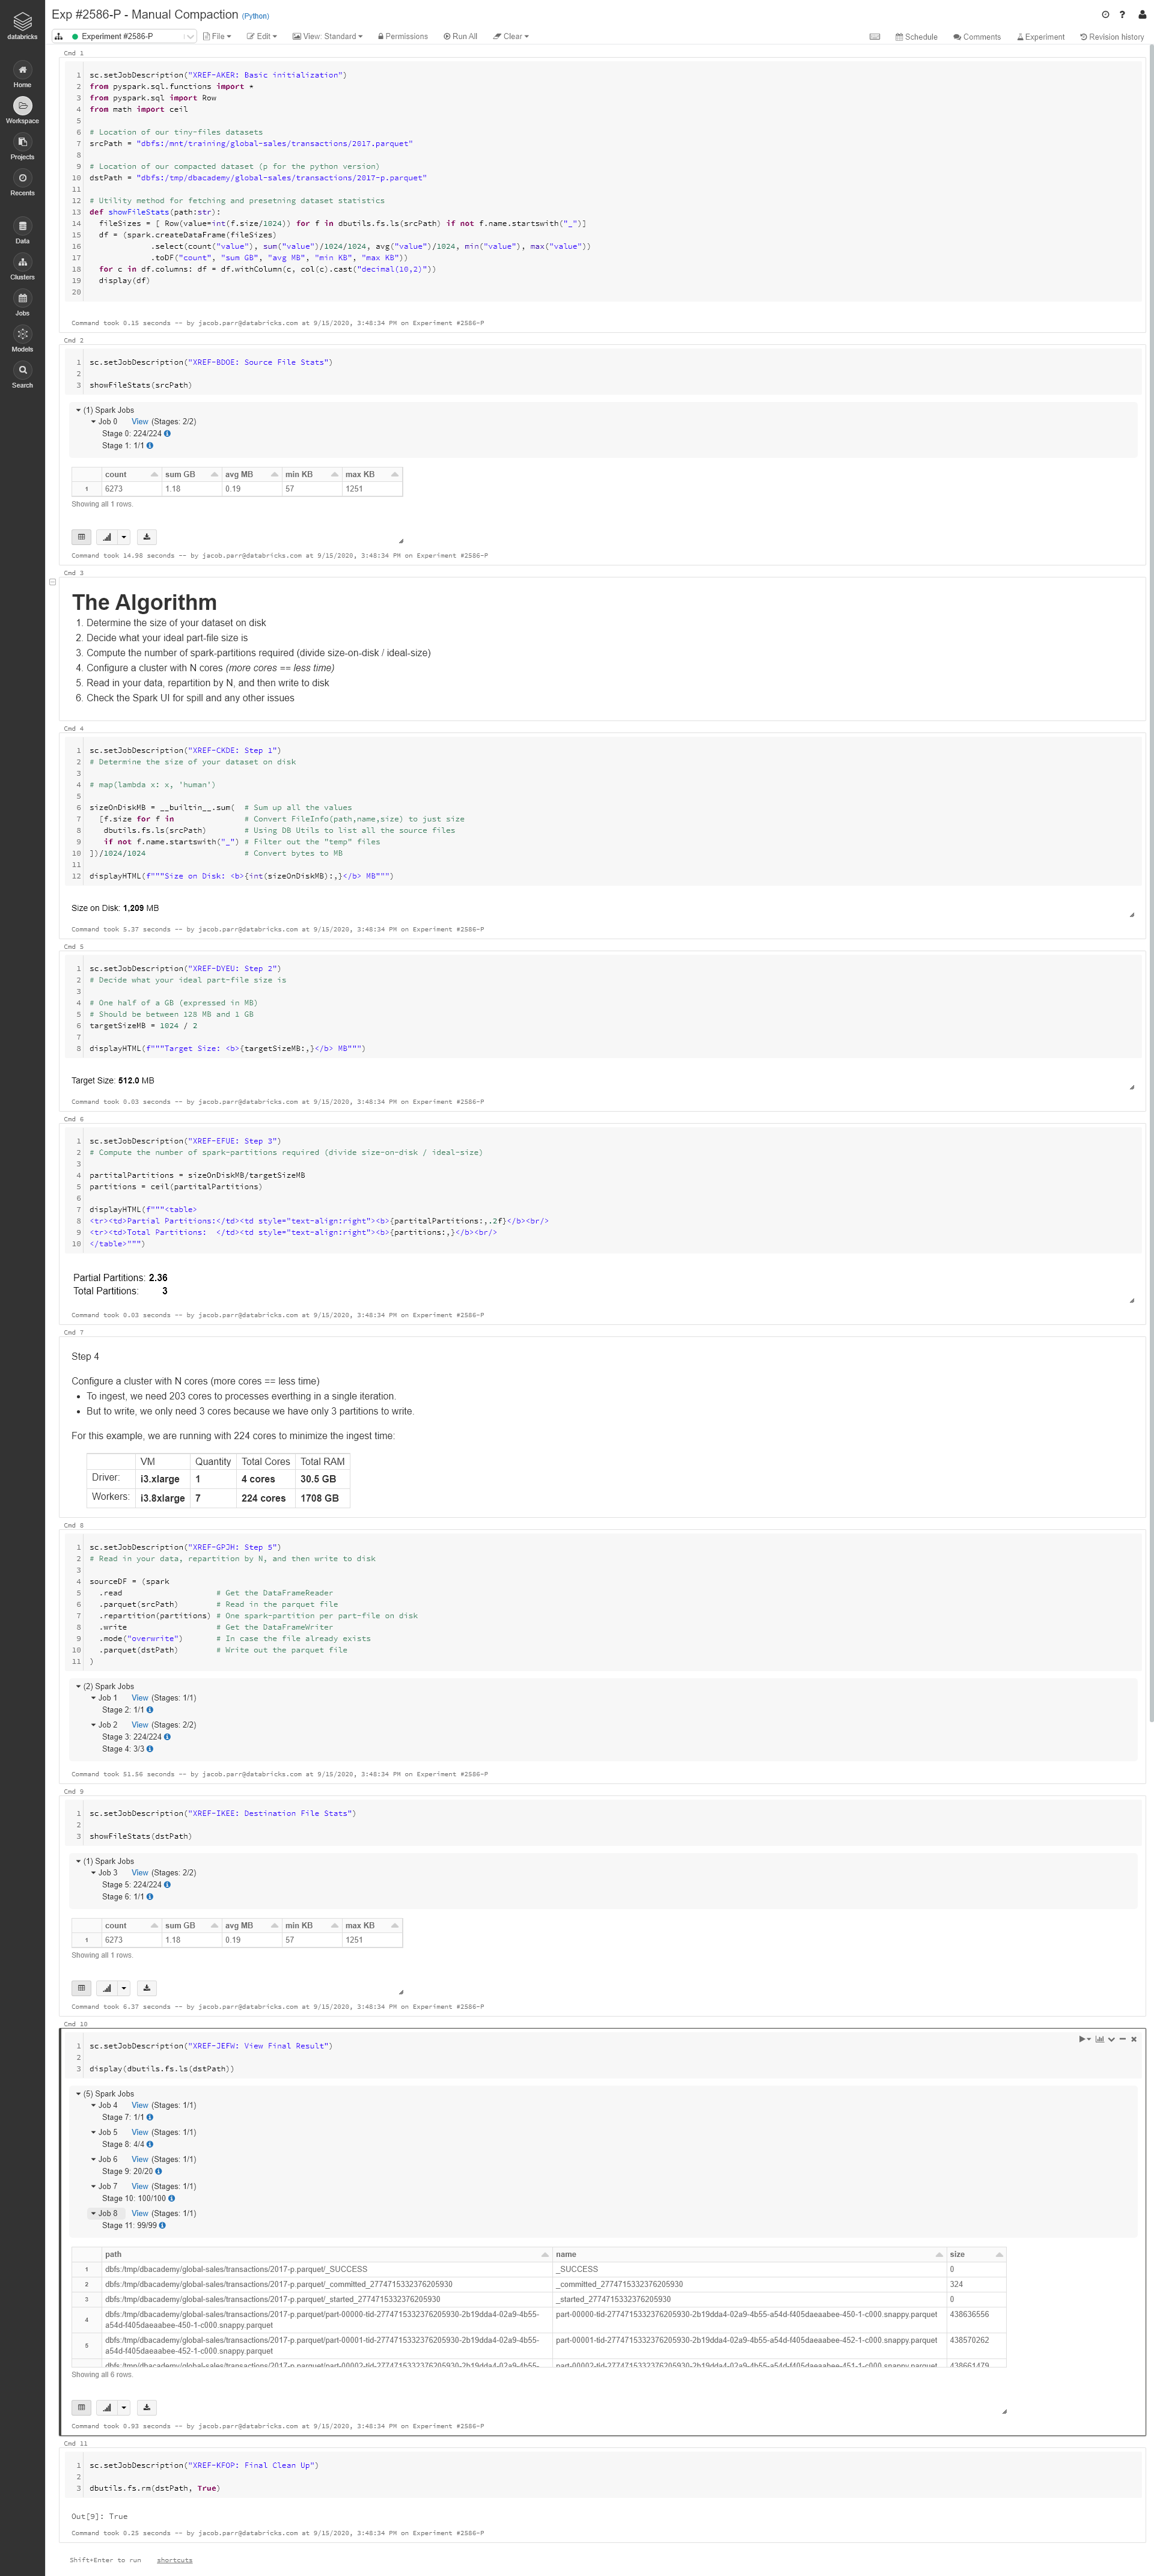 Exp #2586-P - Manual Compaction (Python)
databricks
Experiment #2586-P
File
Edit
View: Standard
Permissions
Run All
Clear
Schedule
Comments
Experiment
Revision history
Home
Workspace
Projects
Recents
Data
Clusters
Jobs
Models
Search
Cmd 1
1 sc.setJobDescription("XREF-AKER: Basic initialization")
2 from pyspark.sql.functions import *
3 from pyspark.sql import Row
4 from math import ceil
5
6 # Location of our tiny-files datasets
7 srcPath = "dbfs:/mnt/training/global-sales/transactions/2017.parquet"
8
9 # Location of our compacted dataset (p for the python version)
10 dstPath = "dbfs:/tmp/dbacademy/global-sales/transactions/2017-p.parquet"
11
12 # Utility method for fetching and presetning dataset statistics
13 def showFileStats(path:str):
14 fileSizes = [ Row(value=int(f.size/1024)) for f in dbutils.fs.ls(srcPath) if not f.name.startswith("_")]
15 df = (spark.createDataFrame(fileSizes)
16 .select(count("value"), sum("value")/1024/1024, avg("value")/1024, min("value"), max("value"))
17 .toDF("count", "sum GB", "avg MB", "min KB", "max KB"))
18 for c in df.columns: df = df.withColumn(c, col(c).cast("decimal(10,2)"))
19 display(df)
20
Command took 0.15 seconds -- by jacob.parr@databricks.com at 9/15/2020, 3:48:34 PM on Experiment #2586-P
Cmd 2
1 sc.setJobDescription("XREF-BDOE: Source File Stats")
2
3 showFileStats(srcPath)
(1) Spark Jobs
Job 0 View (Stages: 2/2)
Stage 0: 224/224
Stage 1: 1/1
count sum GB avg MB min KB max KB
1 6273 1.18 0.19 57 1251
Showing all 1 rows.
Command took 14.98 seconds -- by jacob.parr@databricks.com at 9/15/2020, 3:48:34 PM on Experiment #2586-P
Cmd 3
The Algorithm
1. Determine the size of your dataset on disk
2. Decide what your ideal part-file size is
3. Compute the number of spark-partitions required (divide size-on-disk / ideal-size)
4. Configure a cluster with N cores (more cores == less time)
5. Read in your data, repartition by N, and then write to disk
6. Check the Spark UI for spill and any other issues
Cmd 4
1 sc.setJobDescription("XREF-CKDE: Step 1")
2 # Determine the size of your dataset on disk
3
4 # map(lambda x: x, 'human')
5
6 sizeOnDiskMB = __builtin__.sum( # Sum up all the values
7 [f.size for f in # Convert FileInfo(path,name,size) to just size
8 dbutils.fs.ls(srcPath) # Using DB Utils to list all the source files
9 if not f.name.startswith("_") # Filter out the "temp" files
10 ])/1024/1024 # Convert bytes to MB
11
12 displayHTML(f"""Size on Disk: <b>{int(sizeOnDiskMB):,}</b> MB""")
Size on Disk: 1,209 MB
Command took 5.37 seconds -- by jacob.parr@databricks.com at 9/15/2020, 3:48:34 PM on Experiment #2586-P
Cmd 5
1 sc.setJobDescription("XREF-DYEU: Step 2")
2 # Decide what your ideal part-file size is
3
4 # One half of a GB (expressed in MB)
5 # Should be between 128 MB and 1 GB
6 targetSizeMB = 1024 / 2
7
8 displayHTML(f"""Target Size: <b>{targetSizeMB:,}</b> MB""")
Target Size: 512.0 MB
Command took 0.03 seconds -- by jacob.parr@databricks.com at 9/15/2020, 3:48:34 PM on Experiment #2586-P
Cmd 6
1 sc.setJobDescription("XREF-EFUE: Step 3")
2 # Compute the number of spark-partitions required (divide size-on-disk / ideal-size)
3
4 partitalPartitions = sizeOnDiskMB/targetSizeMB
5 partitions = ceil(partitalPartitions)
6
7 displayHTML(f"""<table>
8 <tr><td>Partial Partitions:</td><td style="text-align:right"><b>{partitalPartitions:,.2f}</b><br/>
9 <tr><td>Total Partitions: </td><td style="text-align:right"><b>{partitions:,}</b><br/>
10 </table>""")
Partial Partitions: 2.36
Total Partitions: 3
Command took 0.03 seconds -- by jacob.parr@databricks.com at 9/15/2020, 3:48:34 PM on Experiment #2586-P
Cmd 7
Step 4
Configure a cluster with N cores (more cores == less time)
• To ingest, we need 203 cores to processes everthing in a single iteration.
• But to write, we only need 3 cores because we have only 3 partitions to write.
For this example, we are running with 224 cores to minimize the ingest time:
VM Quantity Total Cores Total RAM
Driver: i3.xlarge 1 4 cores 30.5 GB
Workers: i3.8xlarge 7 224 cores 1708 GB
Cmd 8
1 sc.setJobDescription("XREF-GPJH: Step 5")
2 # Read in your data, repartition by N, and then write to disk
3
4 sourceDF = (spark
5 .read # Get the DataFrameReader
6 .parquet(srcPath) # Read in the parquet file
7 .repartition(partitions) # One spark-partition per part-file on disk
8 .write # Get the DataFrameWriter
9 .mode("overwrite") # In case the file already exists
10 .parquet(dstPath) # Write out the parquet file
11 )
(2) Spark Jobs
Job 1 View (Stages: 1/1)
Stage 2: 1/1
Job 2 View (Stages: 2/2)
Stage 3: 224/224
Stage 4: 3/3
Command took 51.56 seconds -- by jacob.parr@databricks.com at 9/15/2020, 3:48:34 PM on Experiment #2586-P
Cmd 9
1 sc.setJobDescription("XREF-IKEE: Destination File Stats")
2
3 showFileStats(dstPath)
(1) Spark Jobs
Job 3 View (Stages: 2/2)
Stage 5: 224/224
Stage 6: 1/1
count sum GB avg MB min KB max KB
1 6273 1.18 0.19 57 1251
Showing all 1 rows.
Command took 6.37 seconds -- by jacob.parr@databricks.com at 9/15/2020, 3:48:34 PM on Experiment #2586-P
Cmd 10
1 sc.setJobDescription("XREF-JEFW: View Final Result")
2
3 display(dbutils.fs.ls(dstPath))
(5) Spark Jobs
Job 4 View (Stages: 1/1)
Stage 7: 1/1
Job 5 View (Stages: 1/1)
Stage 8: 4/4
Job 6 View (Stages: 1/1)
Stage 9: 20/20
Job 7 View (Stages: 1/1)
Stage 10: 100/100
Job 8 View (Stages: 1/1)
Stage 11: 99/99
path name size
1 dbfs:/tmp/dbacademy/global-sales/transactions/2017-p.parquet/_SUCCESS _SUCCESS 0
2 dbfs:/tmp/dbacademy/global-sales/transactions/2017-p.parquet/_committed_2774715332376205930 _committed_2774715332376205930 324
3 dbfs:/tmp/dbacademy/global-sales/transactions/2017-p.parquet/_started_2774715332376205930 _started_2774715332376205930 0
4 dbfs:/tmp/dbacademy/global-sales/transactions/2017-p.parquet/part-00000-tid-2774715332376205930-2b19dda4-02a9-4b55- part-00000-tid-2774715332376205930-2b19dda4-02a9-4b55-a54d-f405daeaabee-450-1-c000.snappy.parquet 438636556
a54d-f405daeaabee-450-1-c000.snappy.parquet
5 dbfs:/tmp/dbacademy/global-sales/transactions/2017-p.parquet/part-00001-tid-2774715332376205930-2b19dda4-02a9-4b55- part-00001-tid-2774715332376205930-2b19dda4-02a9-4b55-a54d-f405daeaabee-452-1-c000.snappy.parquet 438570262
a54d-f405daeaabee-452-1-c000.snappy.parquet
dbfs:/tmp/dbacademy/global-sales/transactions/2017-p.parquet/part-00002-tid-2774715332376205930-2b19dda4-02a9-4b55- part-00002-tid-2774715332376205930-2b19dda4-02a9-4b55-a54d-f405daeaabee-451-1-c000.snappy.parquet 438661479
Showing all 6 rows.
Command took 0.93 seconds -- by jacob.parr@databricks.com at 9/15/2020, 3:48:34 PM on Experiment #2586-P
Cmd 11
1 sc.setJobDescription("XREF-KFOP: Final Clean Up")
2
3 dbutils.fs.rm(dstPath, True)
Out[9]: True
Command took 0.25 seconds -- by jacob.parr@databricks.com at 9/15/2020, 3:48:34 PM on Experiment #2586-P
Shift+Enter to run shortcuts